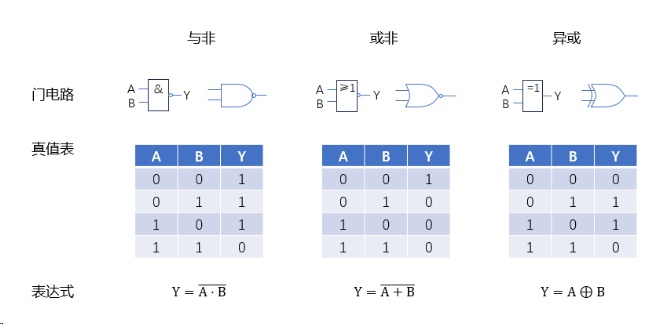 与非 或非 异或
门电路 A B & Y A B ≥1 Y A B =1 Y
真值表
A B Y A B Y A B Y
0 0 1 0 0 1 0 0 0
0 1 1 0 1 0 0 1 1
1 0 1 1 0 0 1 0 1
1 1 0 1 1 0 1 1 0
表达式 Y = \overline{A · B} Y = \overline{A + B} Y = A ⊕ B